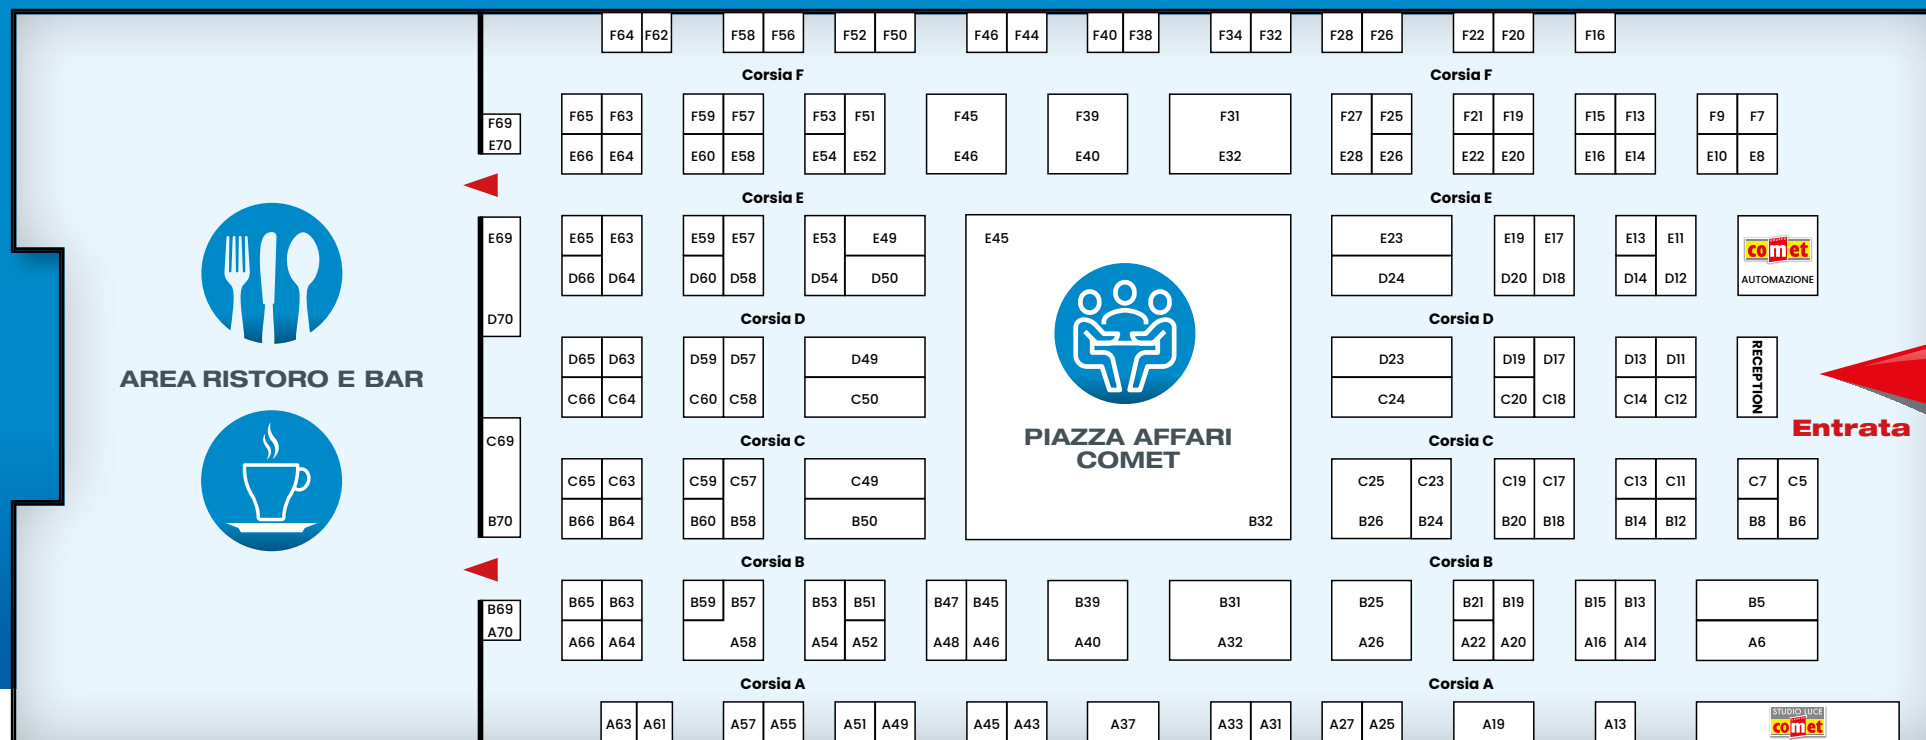 F64 F62 F58 F56 F52 F50 F46 F44 F40 F38 F34 F32 F28 F26 F22 F20 F16
Corsia F Corsia F
F69 F65 F63 F59 F57 F53 F51 F45 F39 F31 F27 F25 F21 F19 F15 F13 F9 F7
E70 E66 E64 E60 E58 E54 E52 E46 E40 E32 E28 E26 E22 E20 E16 E14 E10 E8
Corsia E Corsia E
E69 E65 E63 E59 E57 E53 E49 E45 E23 E19 E17 E13 E11 comet
D66 D64 D60 D58 D54 D50 D24 D20 D18 D14 D12 AUTOMAZIONE
D70 Corsia D Corsia D
D65 D63 D59 D57 D49 D23 D19 D17 D13 D11 RECEPTION
AREA RISTORO E BAR
C66 C64 C60 C58 C50 C24 C20 C18 C14 C12
Entrata
C69 Corsia C PIAZZA AFFARI Corsia C
COMET
C65 C63 C59 C57 C49 C25 C23 C19 C17 C13 C11 C7 C5
B70 B66 B64 B60 B58 B50 B32 B26 B24 B20 B18 B14 B12 B8 B6
Corsia B Corsia B
B69 B65 B63 B59 B57 B53 B51 B47 B45 B39 B31 B25 B21 B19 B15 B13 B5
A70 A66 A64 A58 A54 A52 A48 A46 A40 A32 A26 A22 A20 A16 A14 A6
Corsia A Corsia A
A63 A61 A57 A55 A51 A49 A45 A43 A37 A33 A31 A27 A25 A19 A13 STUDIO LUCE
comet